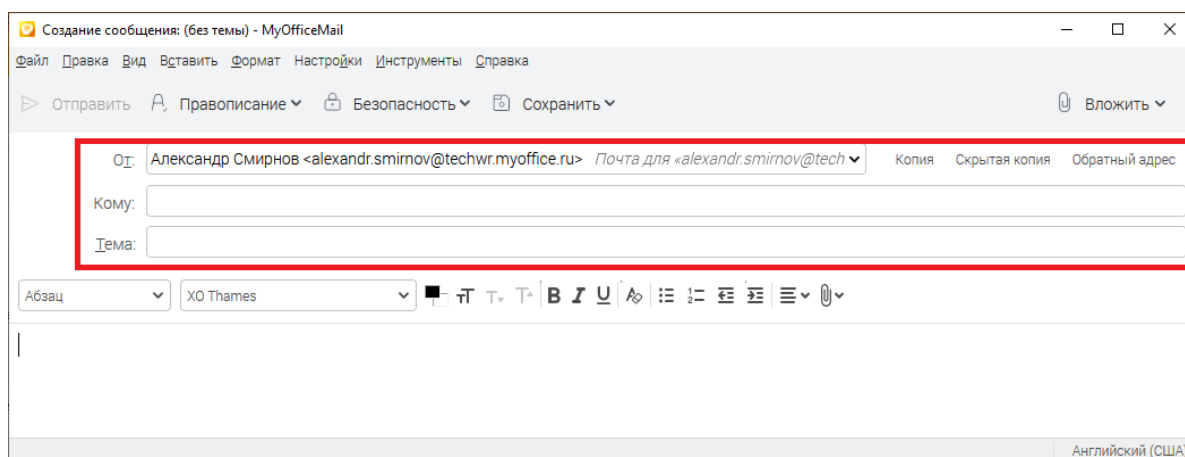 Создание сообщения: (без темы) - MyOfficeMail
Файл Правка Вид Вставить Формат Настройки Инструменты Справка
Отправить Правописание Безопасность Сохранить Вложить
От: Александр Смирнов <alexandr.smirnov@techwr.myoffice.ru> Почта для «alexandr.smirnov@tech Копия Скрытая копия Обратный адрес
Кому:
Тема:
Абзац XO Thames
Английский (США)